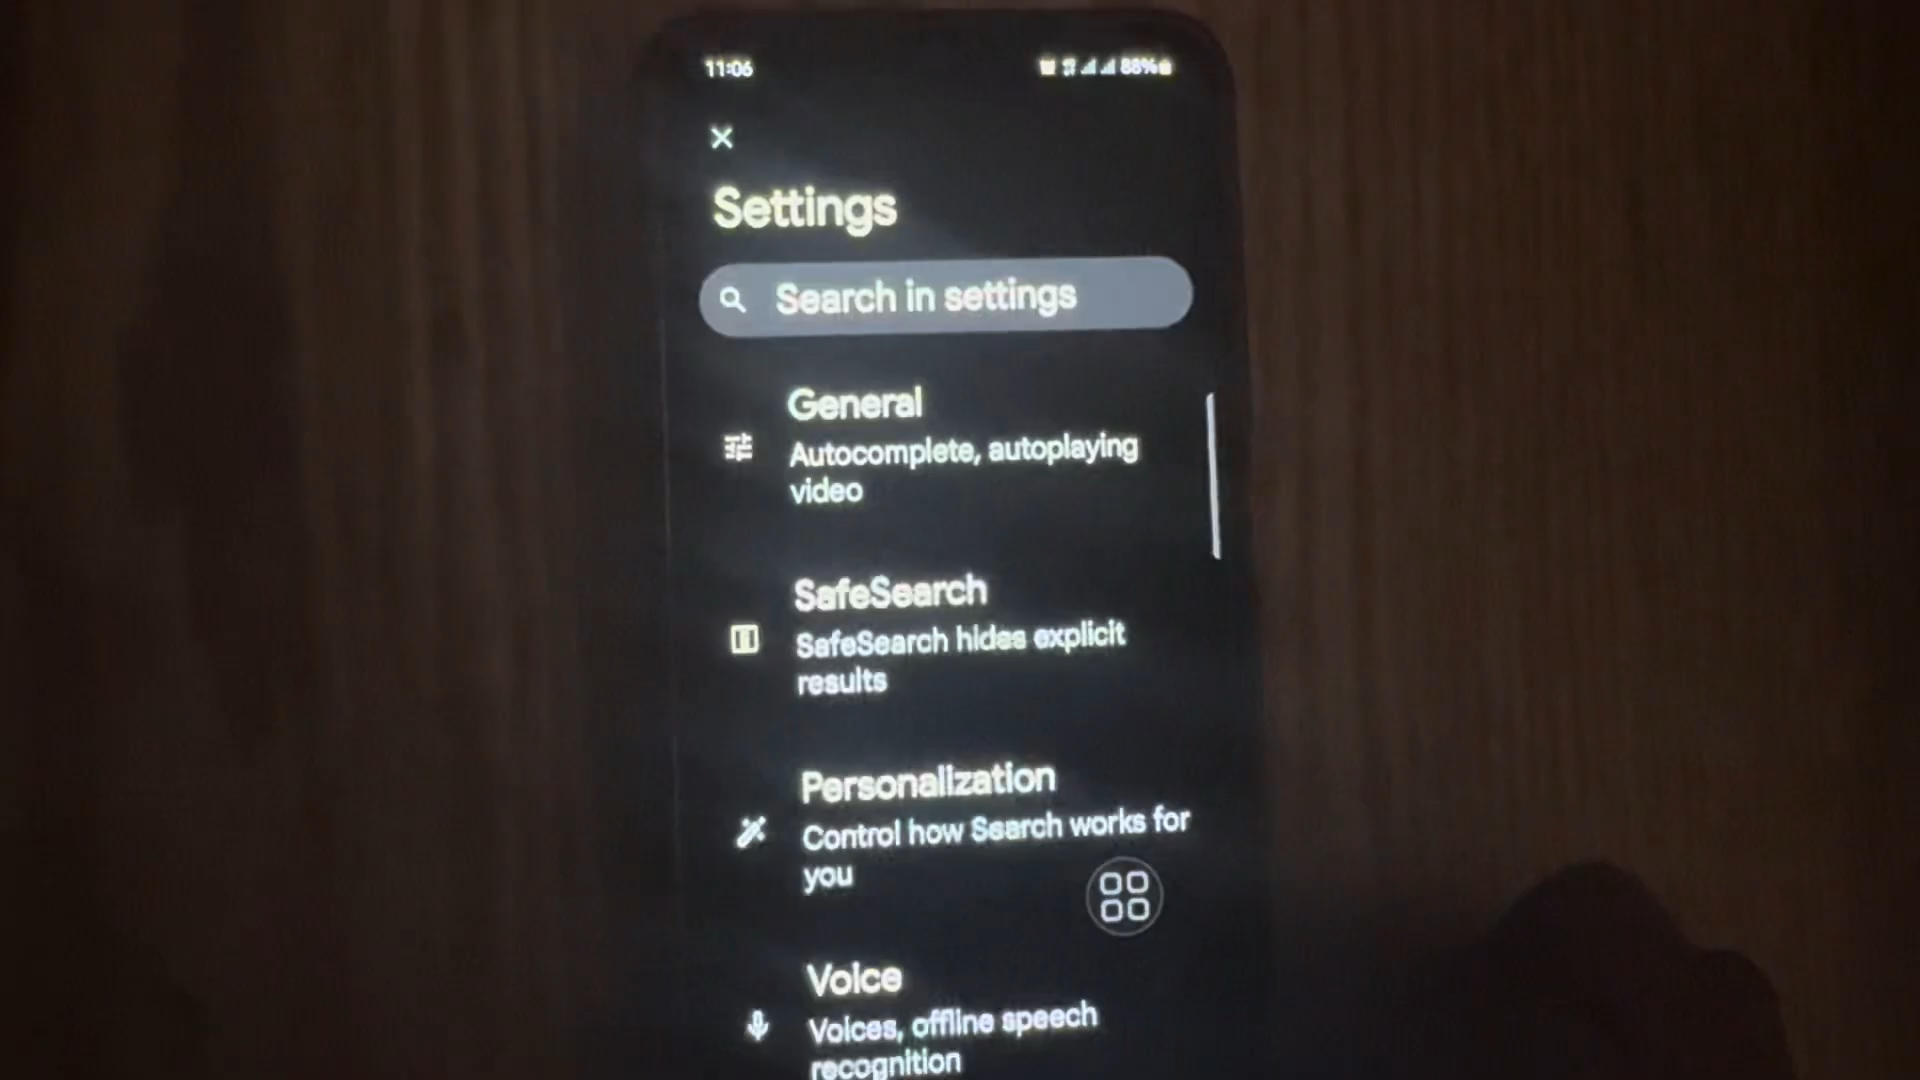 11:06
88%
Settings
Search in settings
General
Autocomplete, autoplaying
video
SafeSearch
SafeSearch hides explicit
results
Personalization
Control how Search works for
you
Voice
Voices, offline speech
recognition